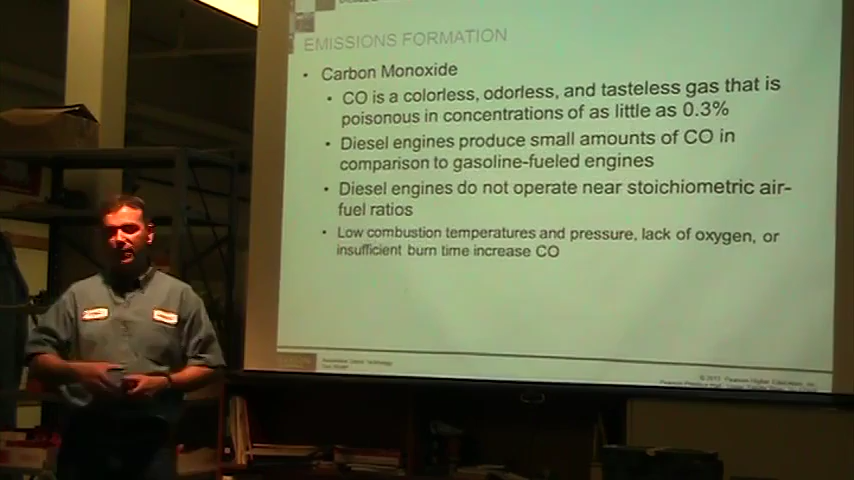 EMISSIONS FORMATION
• Carbon Monoxide
• CO is a colorless, odorless, and tasteless gas that is
poisonous in concentrations of as little as 0.3%
• Diesel engines produce small amounts of CO in
comparison to gasoline-fueled engines
• Diesel engines do not operate near stoichiometric air-
fuel ratios
• Low combustion temperatures and pressure, lack of oxygen, or
insufficient burn time increase CO